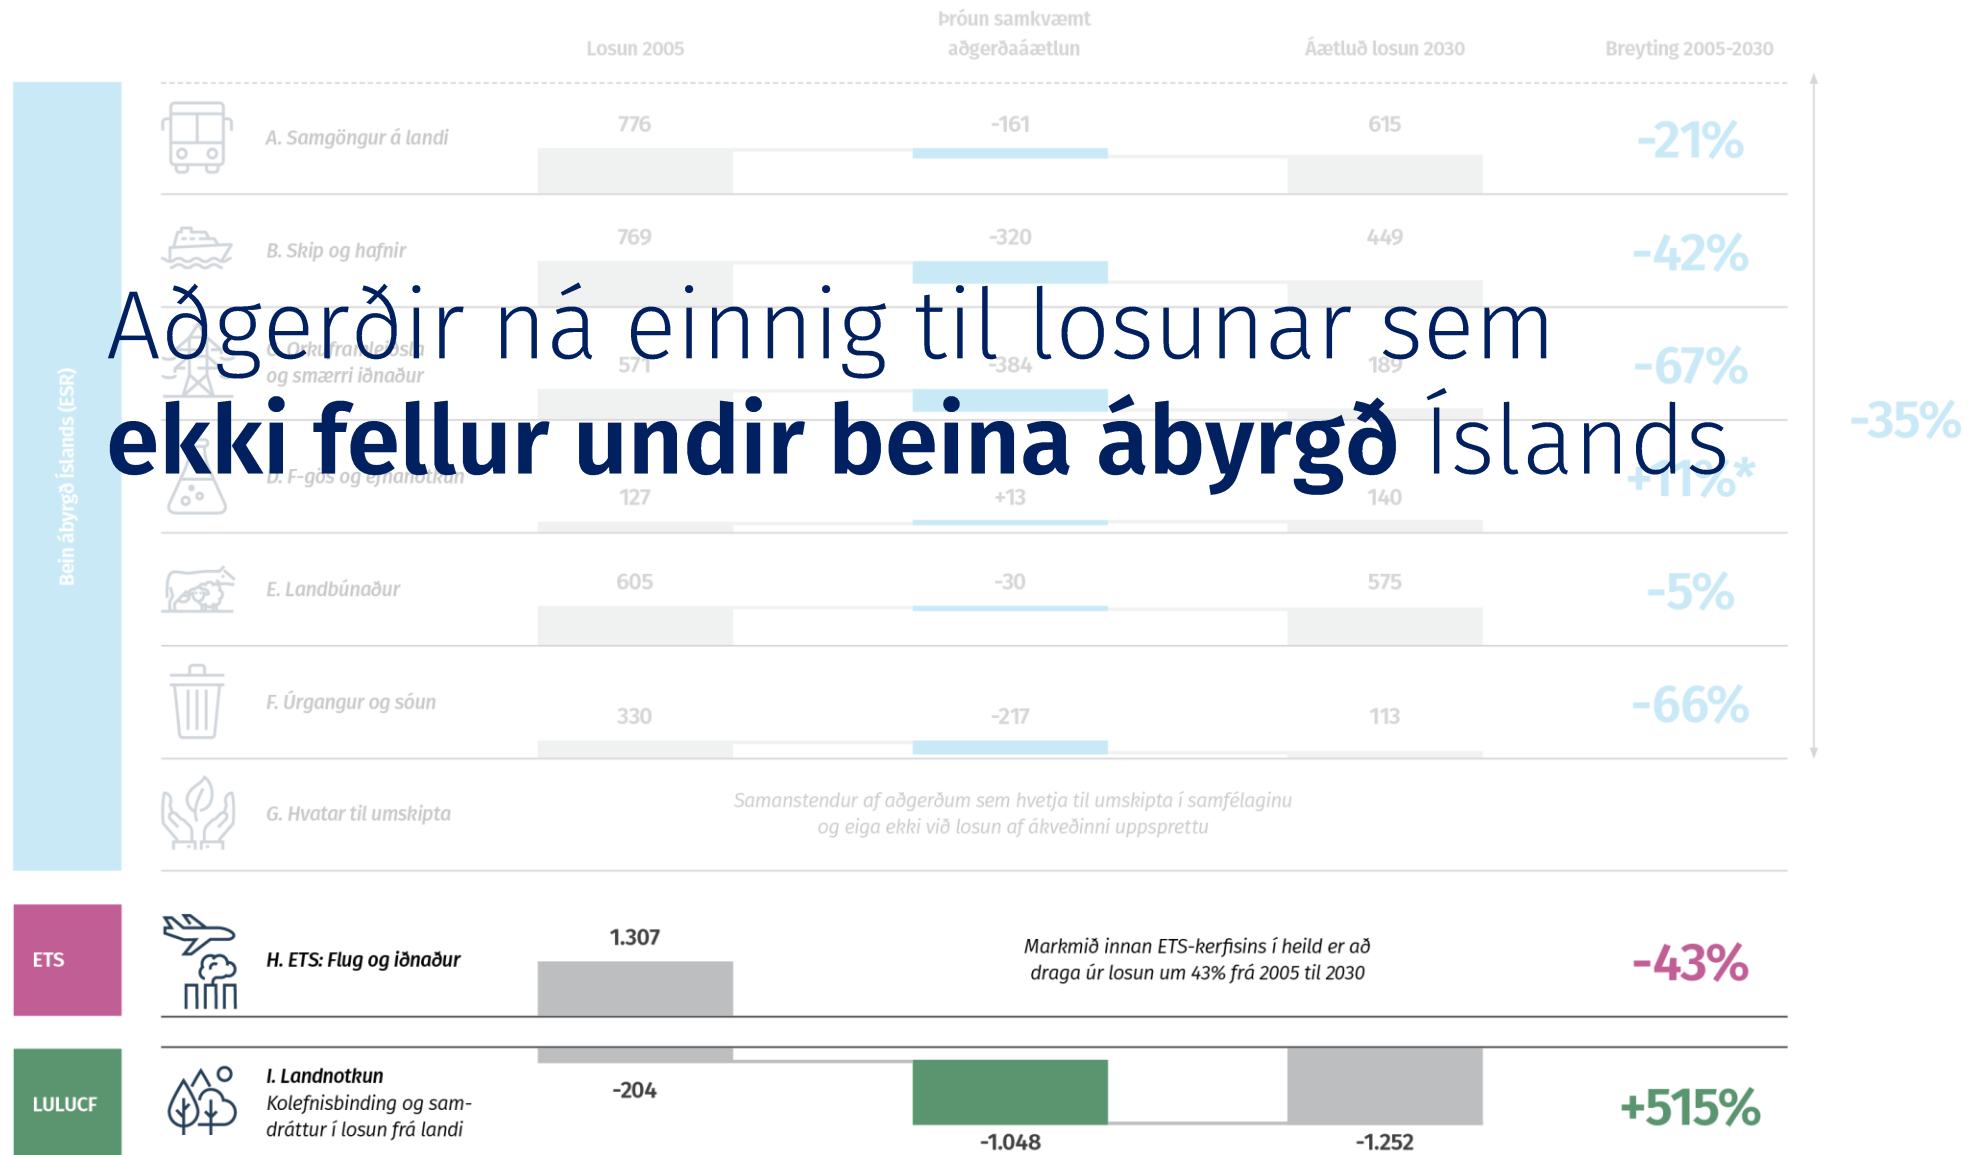 Þróun samkvæmt
Losun 2005 aðgerðaáætlun Áætluð losun 2030 Breyting 2005-2030
Bein ábyrgð Íslands (ESR)
A. Samgöngur á landi 776 -161 615 -21%
B. Skip og hafnir 769 -320 449 -42%
Aðgerðir ná einnig til losunar sem
ekki fellur undir beina ábyrgð Íslands
C. Orkuframleiðsla
og smærri iðnaður 571 -384 189 -67%
-35%
D. F-gös og efnanotkun 127 +13 140 +11%*
E. Landbúnaður 605 -30 575 -5%
F. Úrgangur og sóun 330 -217 113 -66%
G. Hvatar til umskipta
Samanstendur af aðgerðum sem hvetja til umskipta í samfélaginu
og eiga ekki við losun af ákveðinni uppsprettu
ETS
H. ETS: Flug og iðnaður 1.307
Markmið innan ETS-kerfisins í heild er að
draga úr losun um 43% frá 2005 til 2030
-43%
LULUCF
I. Landnotkun
Kolefnisbinding og sam-
dráttur í losun frá landi
-204 -1.048 -1.252 +515%